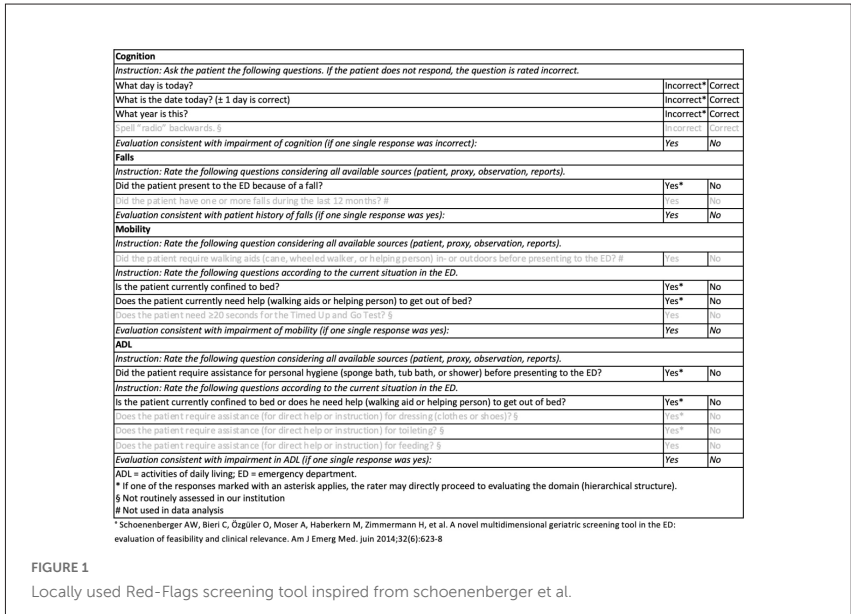 Cognition
Instruction: Ask the patient the following questions. If the patient does not respond, the question is rated incorrect.
What day is today? Incorrect* Correct
What is the date today? (± 1 day is correct) Incorrect* Correct
What year is this? Incorrect* Correct
Spell "radio" backwards. § Incorrect Correct
Evaluation consistent with impairment of cognition (if one single response was incorrect): Yes No
Falls
Instruction: Rate the following questions considering all available sources (patient, proxy, observation, reports).
Did the patient present to the ED because of a fall? Yes* No
Did the patient have one or more falls during the last 12 months? # Yes No
Evaluation consistent with patient history of falls (if one single response was yes): Yes No
Mobility
Instruction: Rate the following question considering all available sources (patient, proxy, observation, reports).
Did the patient require walking aids (cane, wheeled walker, or helping person) in- or outdoors before presenting to the ED? # Yes No
Instruction: Rate the following questions according to the current situation in the ED.
Is the patient currently confined to bed? Yes* No
Does the patient currently need help (walking aids or helping person) to get out of bed? Yes* No
Does the patient need ≥20 seconds for the Timed Up and Go Test? § Yes No
Evaluation consistent with impairment of mobility (if one single response was yes): Yes No
ADL
Instruction: Rate the following question considering all available sources (patient, proxy, observation, reports).
Did the patient require assistance for personal hygiene (sponge bath, tub bath, or shower) before presenting to the ED? Yes* No
Instruction: Rate the following questions according to the current situation in the ED.
Is the patient currently confined to bed or does he need help (walking aid or helping person) to get out of bed? Yes* No
Does the patient require assistance (for direct help or instruction) for dressing (clothes or shoes)? § Yes* No
Does the patient require assistance (for direct help or instruction) for toileting? § Yes* No
Does the patient require assistance (for direct help or instruction) for feeding? § Yes No
Evaluation consistent with impairment in ADL (if one single response was yes): Yes No
ADL = activities of daily living; ED = emergency department.
* If one of the responses marked with an asterisk applies, the rater may directly proceed to evaluating the domain (hierarchical structure).
§ Not routinely assessed in our institution
# Not used in data analysis
* Schoenenberger AW, Bieri C, Özgüler O, Moser A, Haberkern M, Zimmermann H, et al. A novel multidimensional geriatric screening tool in the ED:
evaluation of feasibility and clinical relevance. Am J Emerg Med. juin 2014;32(6):623-8
FIGURE 1
Locally used Red-Flags screening tool inspired from schoenenberger et al.